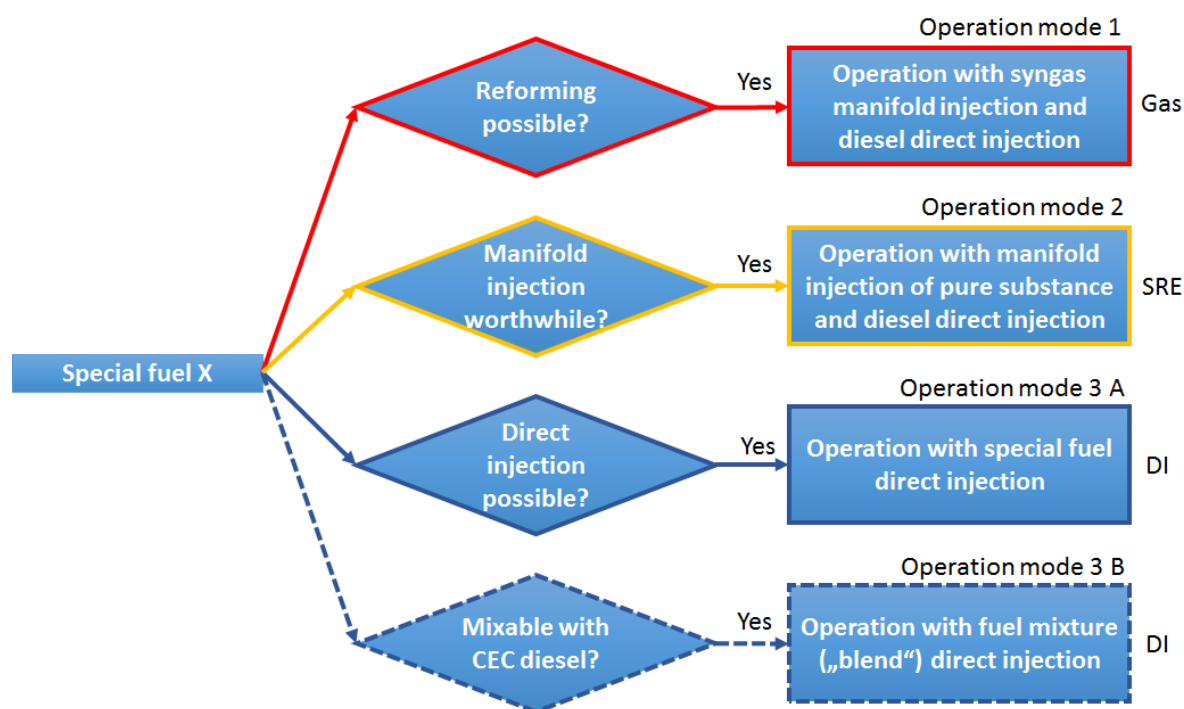 Operation mode 1
Reforming
possible?
Yes
Operation with syngas
manifold injection and
diesel direct injection
Gas
Operation mode 2
Manifold
injection
worthwhile?
Yes
Operation with manifold
injection of pure substance
and diesel direct injection
SRE
Special fuel X
Operation mode 3 A
Direct
injection
possible?
Yes
Operation with special fuel
direct injection
DI
Operation mode 3 B
Mixable with
CEC diesel?
Yes
Operation with fuel mixture
(„blend“) direct injection
DI